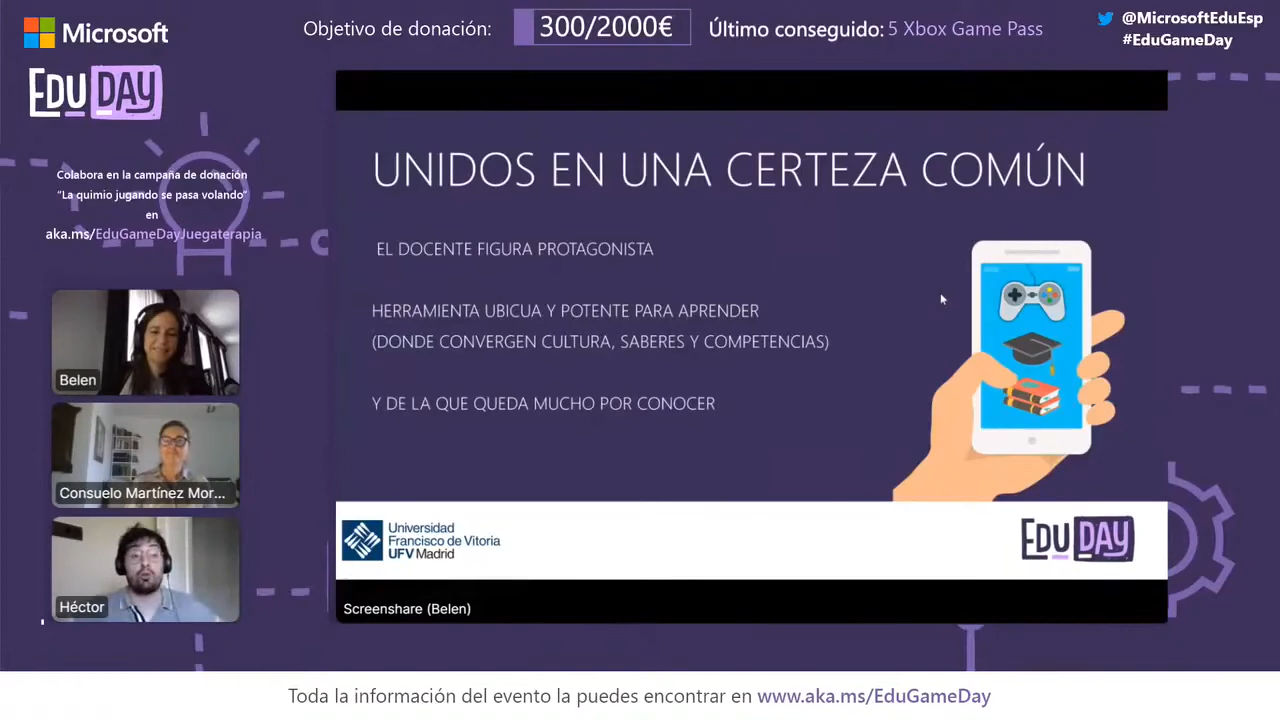 Microsoft
Objetivo de donación:
300/2000€
Último conseguido: 5 Xbox Game Pass
@MicrosoftEduEsp
#EduGameDay
EDU DAY
Colabora en la campaña de donación
"La quimio jugando se pasa volando"
en
aka.ms/EduGameDayJuegaterapia
UNIDOS EN UNA CERTEZA COMÚN
EL DOCENTE FIGURA PROTAGONISTA
HERRAMIENTA UBICUA Y POTENTE PARA APRENDER
(DONDE CONVERGEN CULTURA, SABERES Y COMPETENCIAS)
Y DE LA QUE QUEDA MUCHO POR CONOCER
Belen
Consuelo Martínez Mor...
Héctor
Universidad
Francisco de Vitoria
UFV Madrid
EDU DAY
Screenshare (Belen)
Toda la información del evento la puedes encontrar en www.aka.ms/EduGameDay